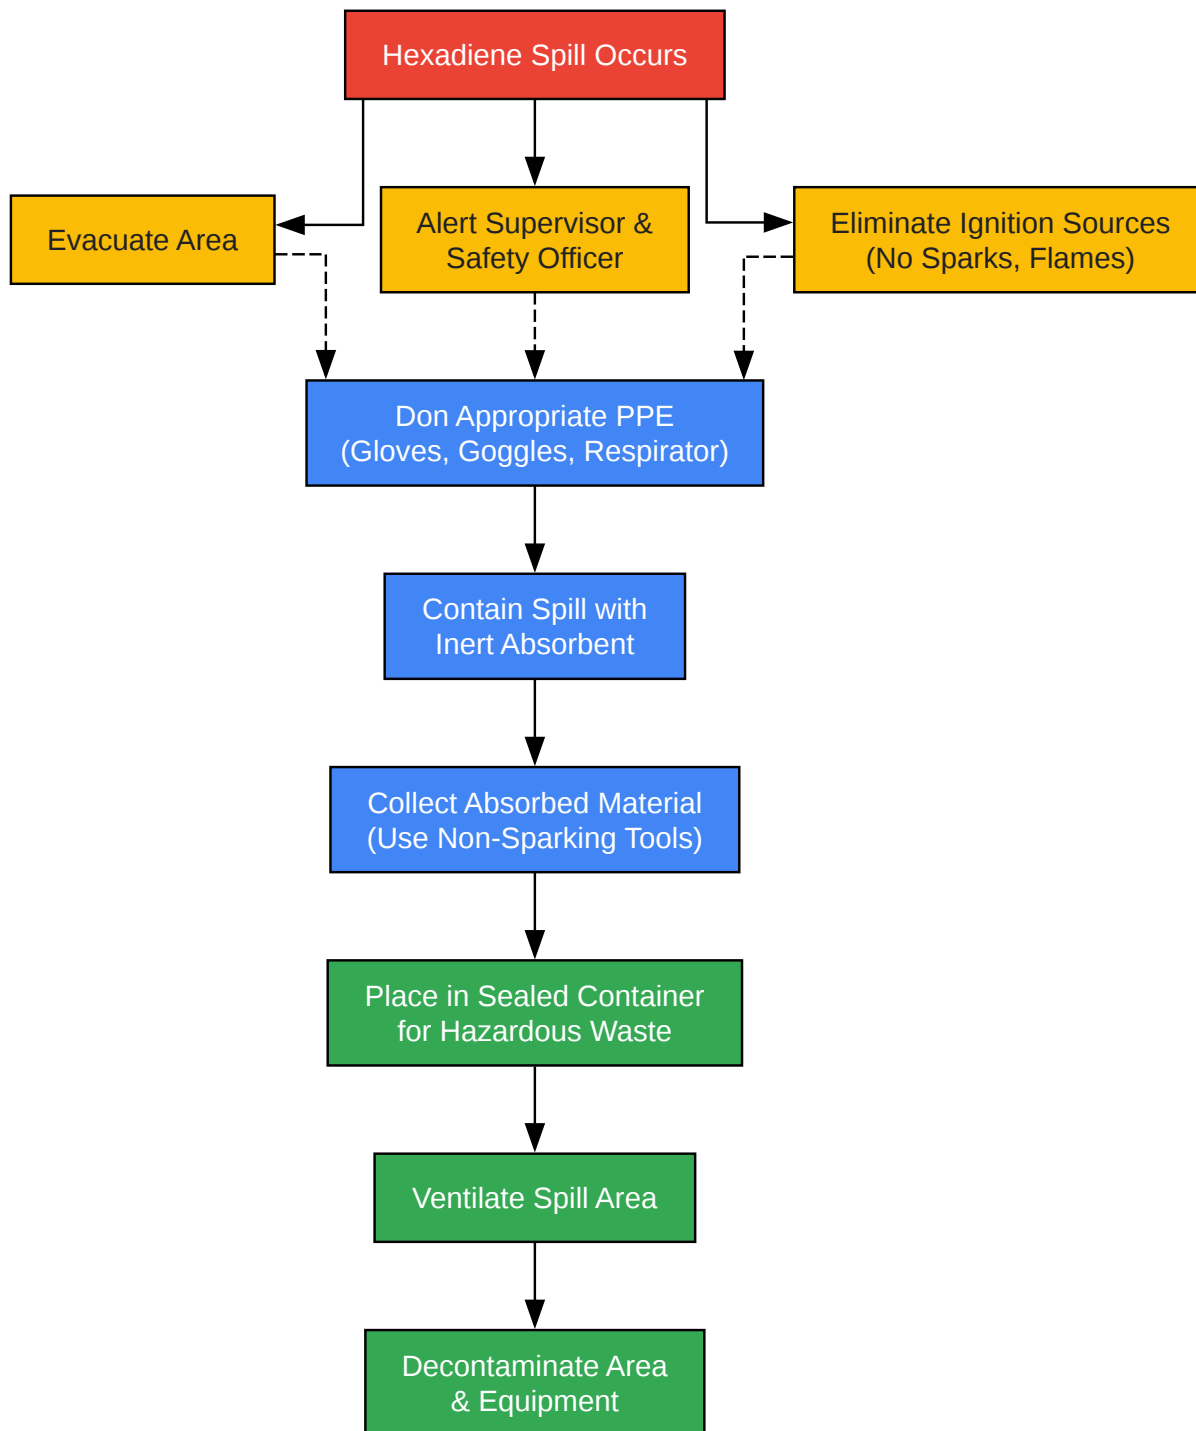 Hexadiene Spill Occurs
Evacuate Area
Alert Supervisor &
Safety Officer
Eliminate Ignition Sources
(No Sparks, Flames)
Don Appropriate PPE
(Gloves, Goggles, Respirator)
Contain Spill with
Inert Absorbent
Collect Absorbed Material
(Use Non-Sparking Tools)
Place in Sealed Container
for Hazardous Waste
Ventilate Spill Area
Decontaminate Area
& Equipment